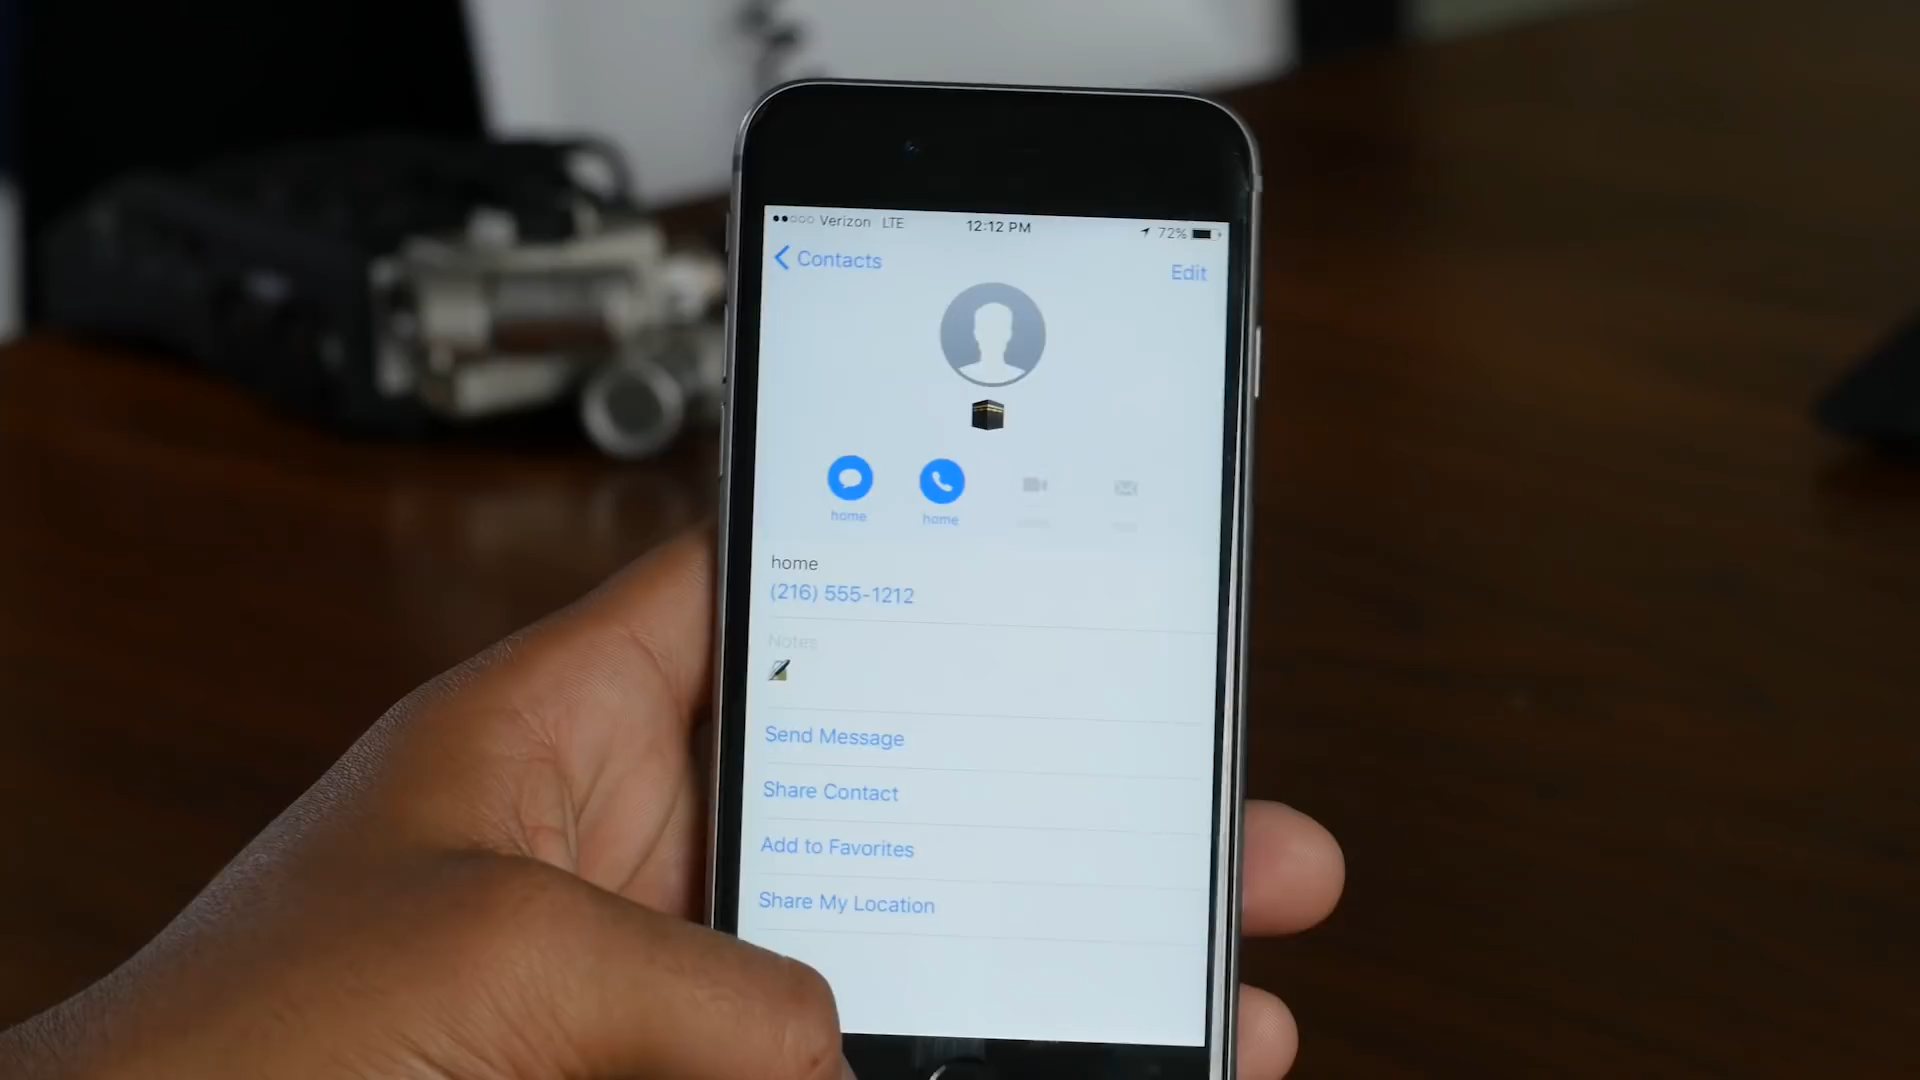 Verizon LTE 12:12 PM 72%
Contacts Edit
🕋
home home
home
(216) 555-1212
Notes
Send Message
Share Contact
Add to Favorites
Share My Location